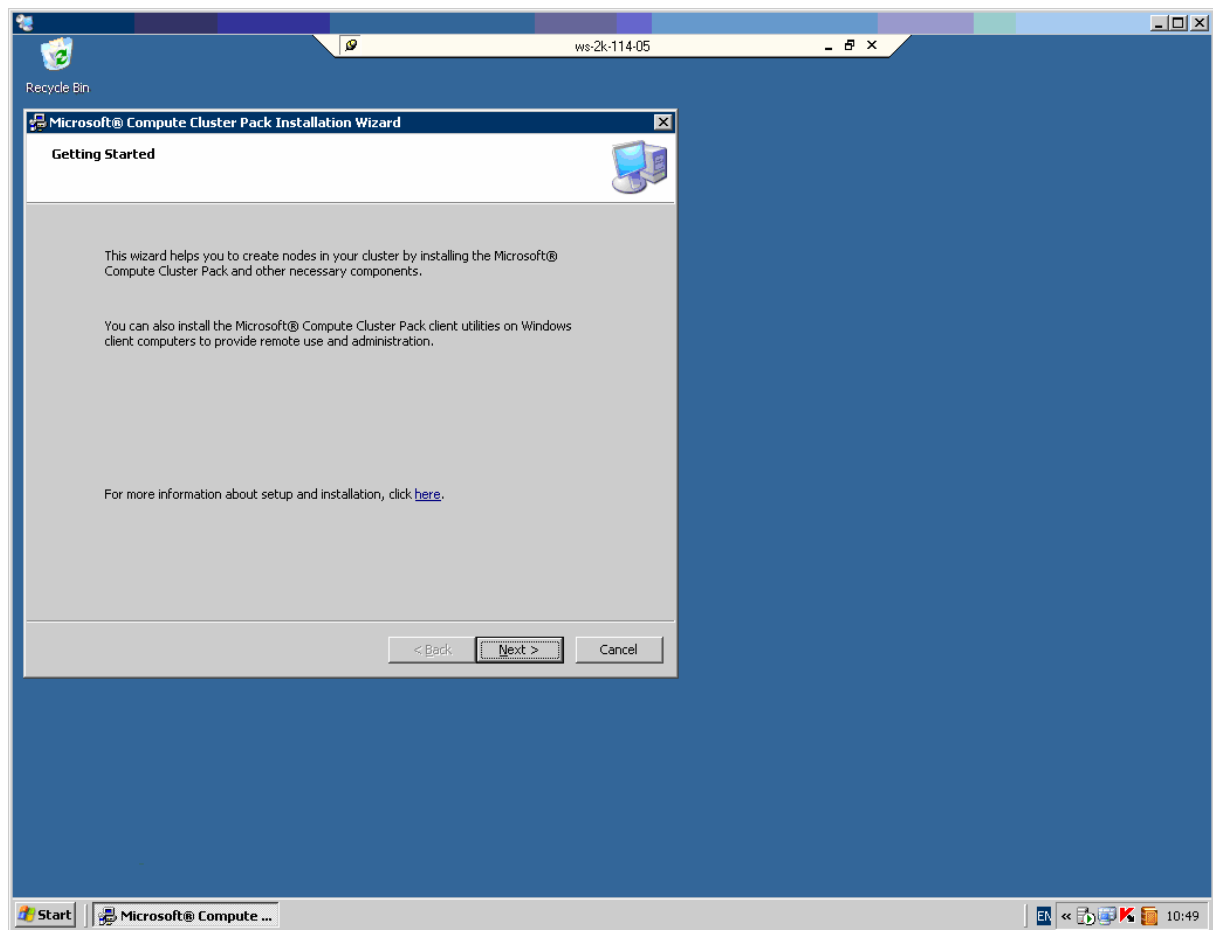 ws-2k-114-05
Recycle Bin
Microsoft® Compute Cluster Pack Installation Wizard
Getting Started
This wizard helps you to create nodes in your cluster by installing the Microsoft®
Compute Cluster Pack and other necessary components.
You can also install the Microsoft® Compute Cluster Pack client utilities on Windows
client computers to provide remote use and administration.
For more information about setup and installation, click here.
< Back Next > Cancel
Start Microsoft® Compute ... EN « 10:49